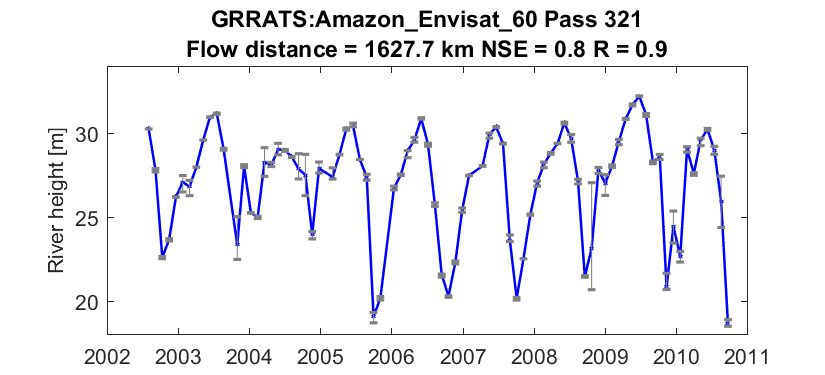 GRRATS:Amazon_Envisat_60 Pass 321
Flow distance = 1627.7 km NSE = 0.8 R = 0.9
River height [m]
30
25
20
2002 2003 2004 2005 2006 2007 2008 2009 2010 2011